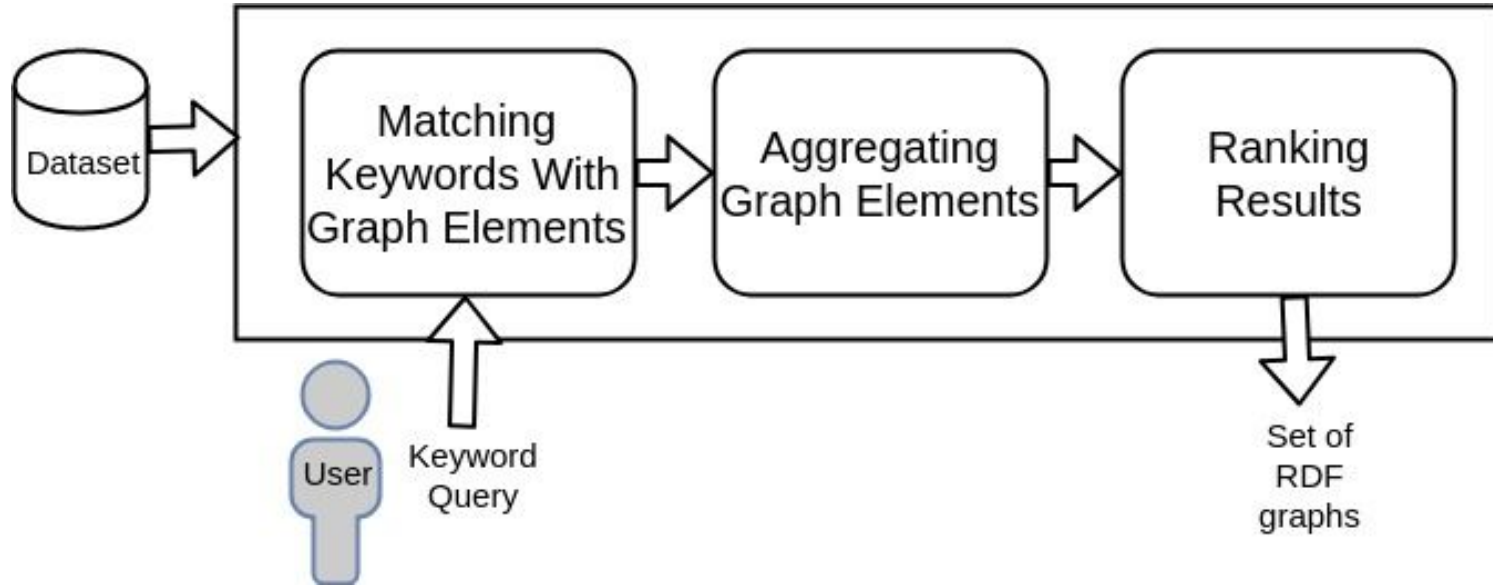 Dataset
Matching
Keywords With
Graph Elements
Aggregating
Graph Elements
Ranking
Results
User
Keyword
Query
Set of
RDF
graphs